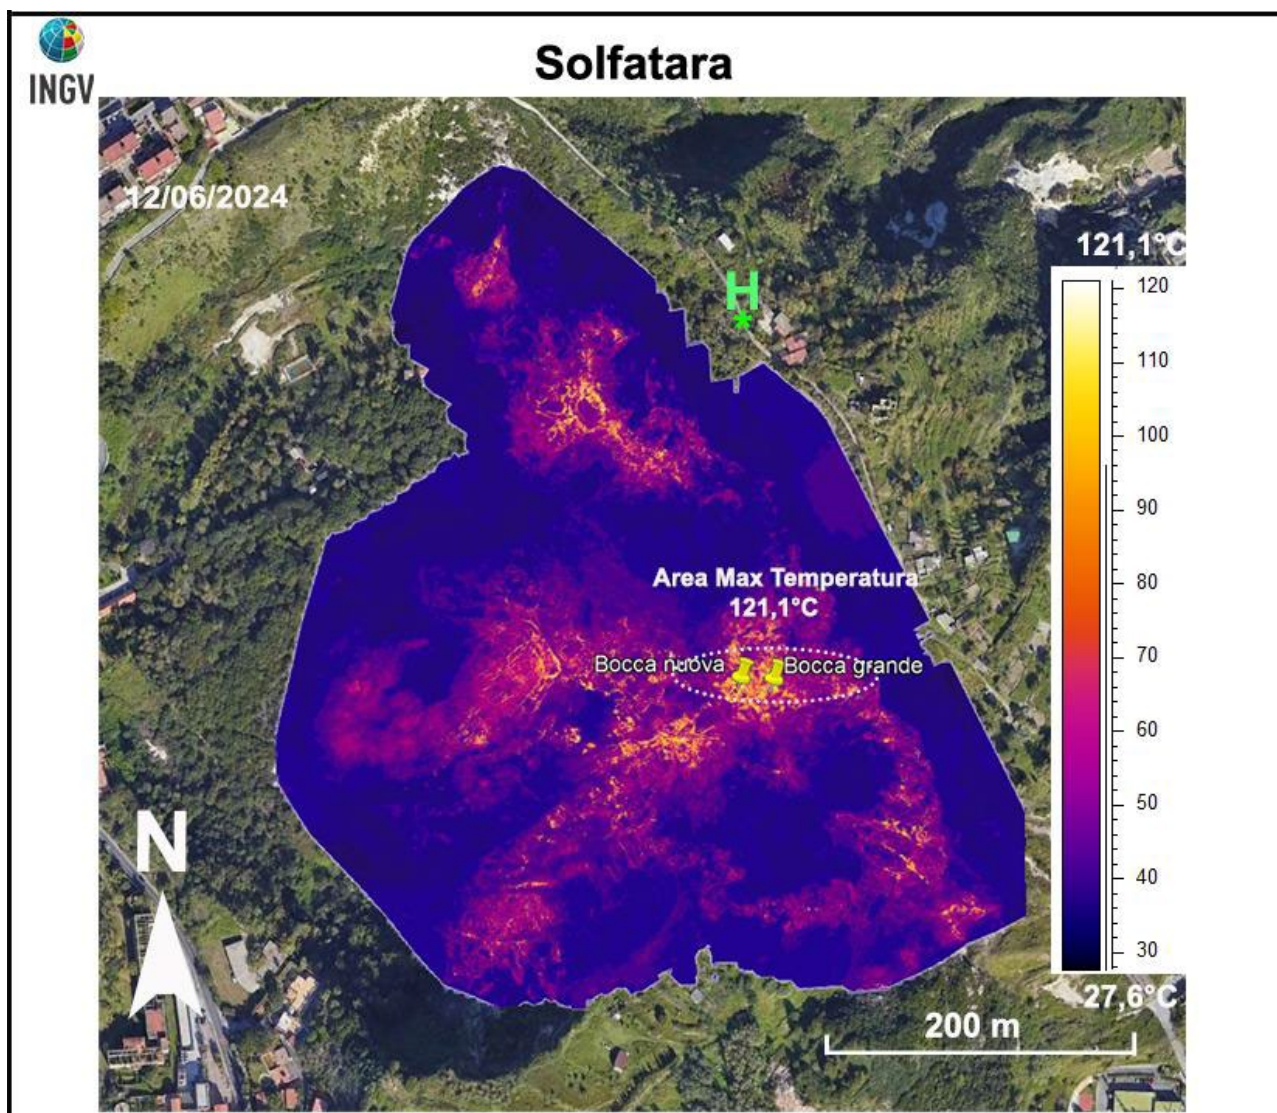 INGV
Solfatara
12/06/2024
121,1°C
H
*
120
110
100
90
80
70
60
50
40
30
27,6°C
Area Max Temperatura
121,1°C
Bocca nuova
Bocca grande
N
200 m